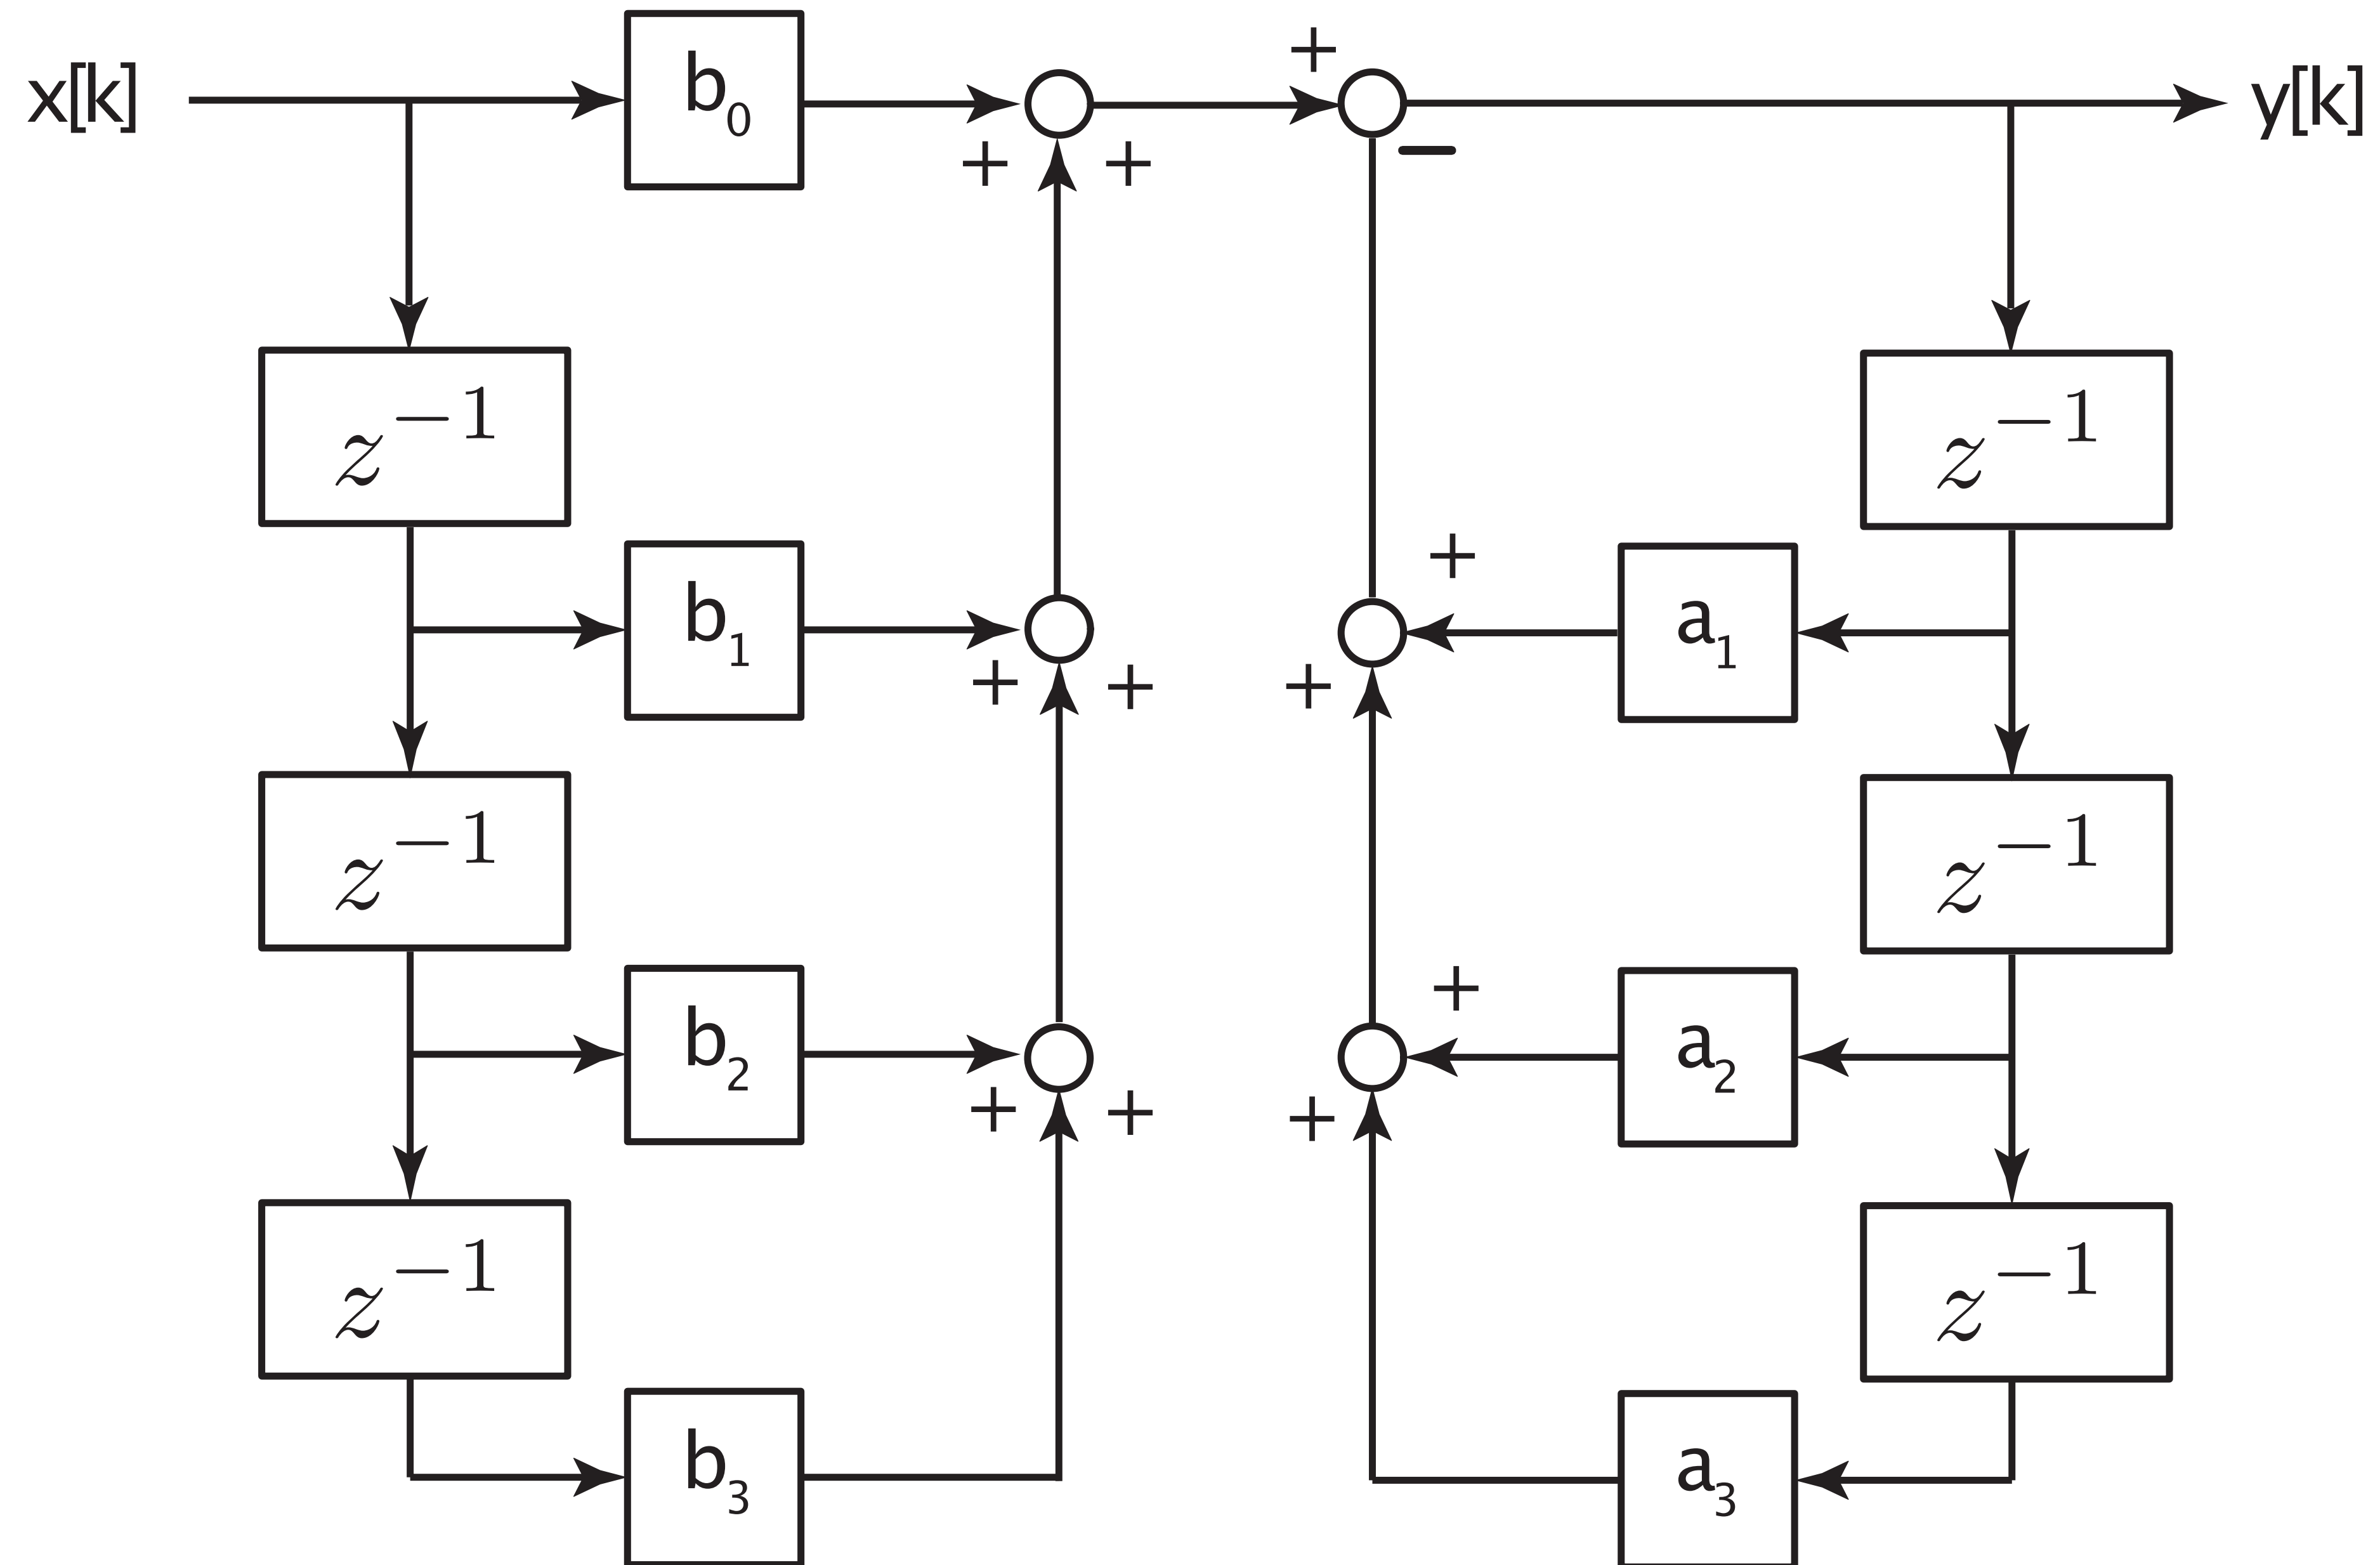 x[k]
b₀
+
y[k]
+
+
−
z⁻¹
z⁻¹
b₁
+
a₁
+
+
+
z⁻¹
z⁻¹
b₂
+
a₂
+
+
+
z⁻¹
z⁻¹
b₃
a₃